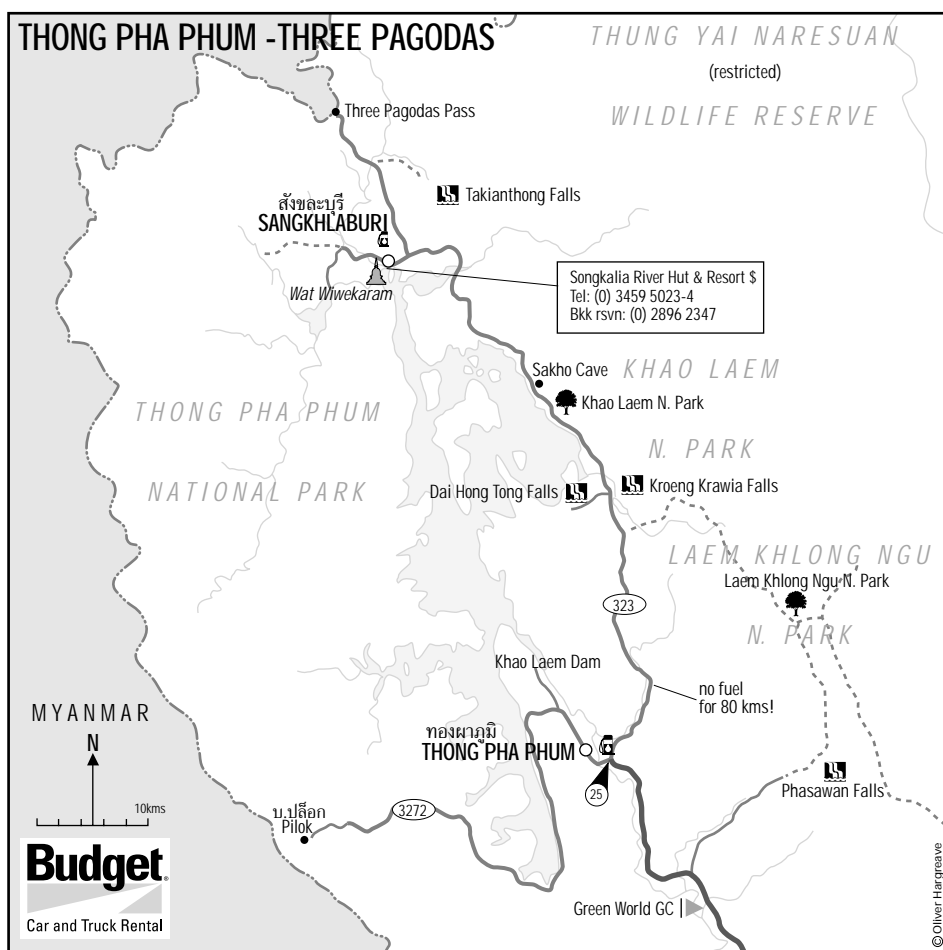 THONG PHA PHUM -THREE PAGODAS
THUNG YAI NARESUAN
(restricted)
WILDLIFE RESERVE
Three Pagodas Pass
Takianthong Falls
สังขละบุรี
SANGKHLABURI
Wat Wiwekaram
Songkalia River Hut & Resort $
Tel: (0) 3459 5023-4
Bkk rsvn: (0) 2896 2347
Sakho Cave
KHAO LAEM
Khao Laem N. Park
THONG PHA PHUM
N. PARK
NATIONAL PARK
Dai Hong Tong Falls
Kroeng Krawia Falls
LAEM KHLONG NGU
Laem Khlong Ngu N. Park
323
N. PARK
Khao Laem Dam
no fuel
for 80 kms!
MYANMAR
N
ทองผาภูมิ
THONG PHA PHUM
25
Phasawan Falls
10kms
3272
บ.ปล็อก
Pilok
Budget®
Car and Truck Rental
Green World GC
©Oliver Hargreave